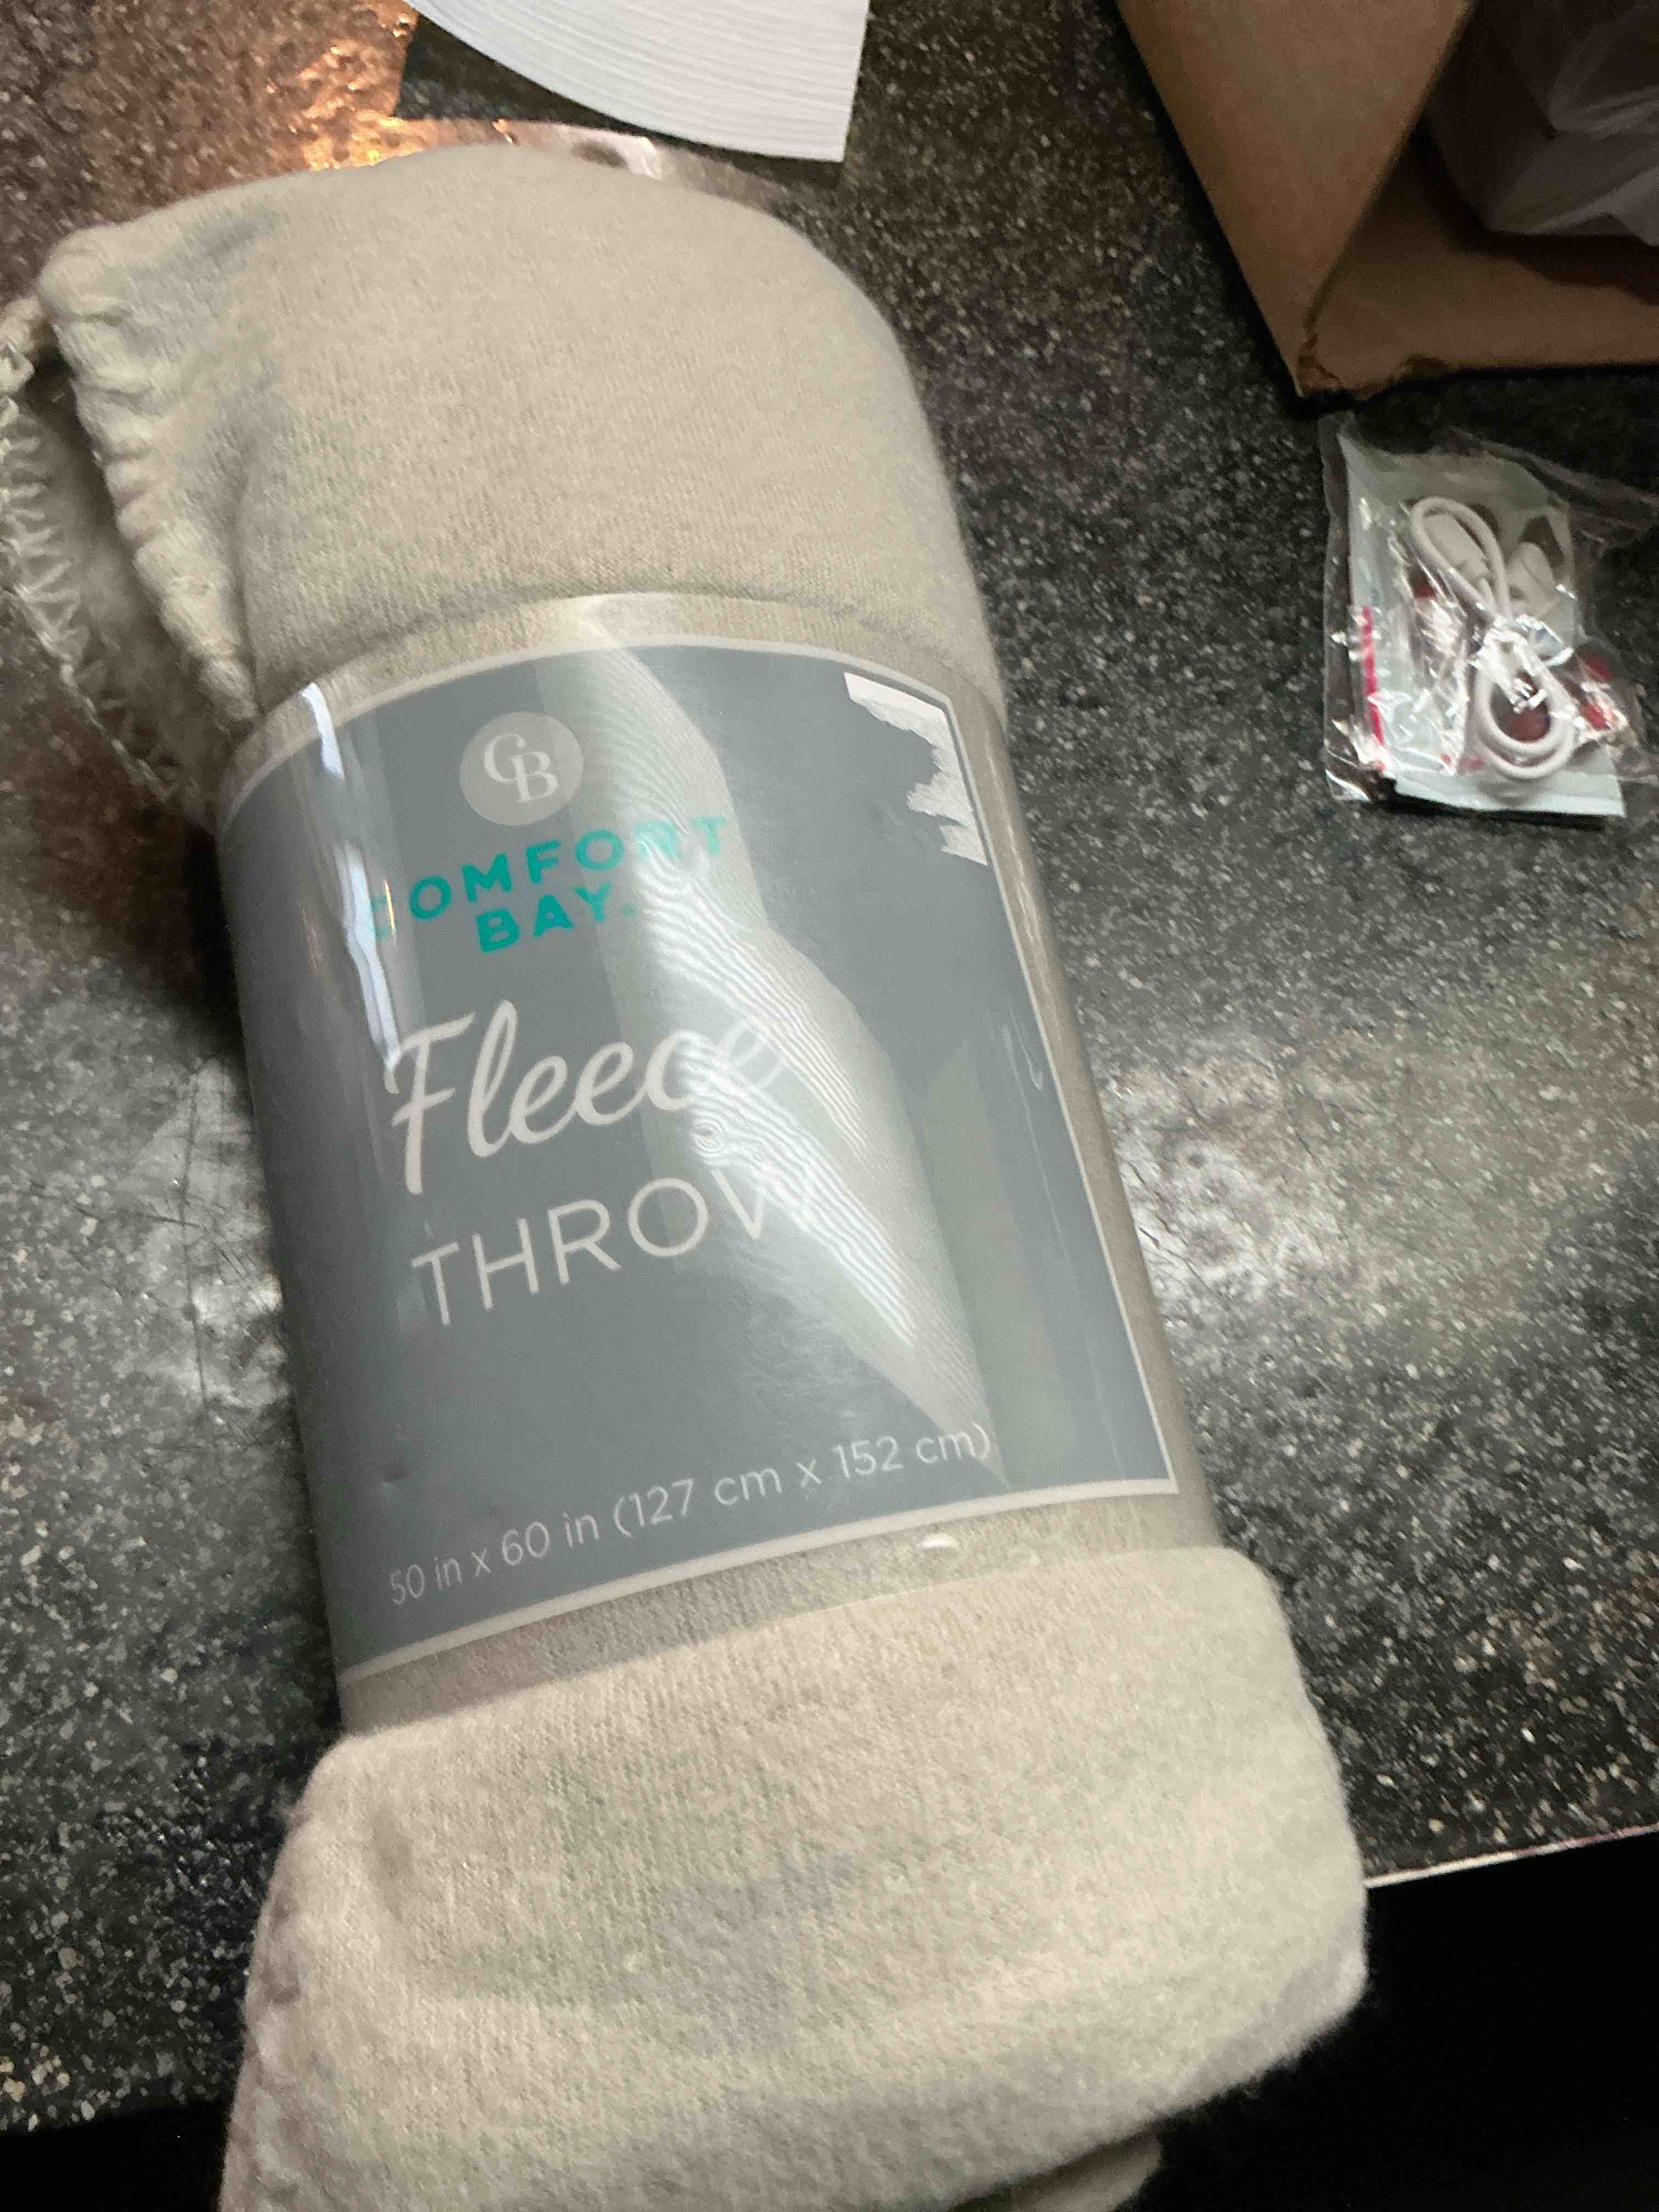 CB
COMFORT
BAY
Fleece
THROW
50 in x 60 in (127 cm x 152 cm)